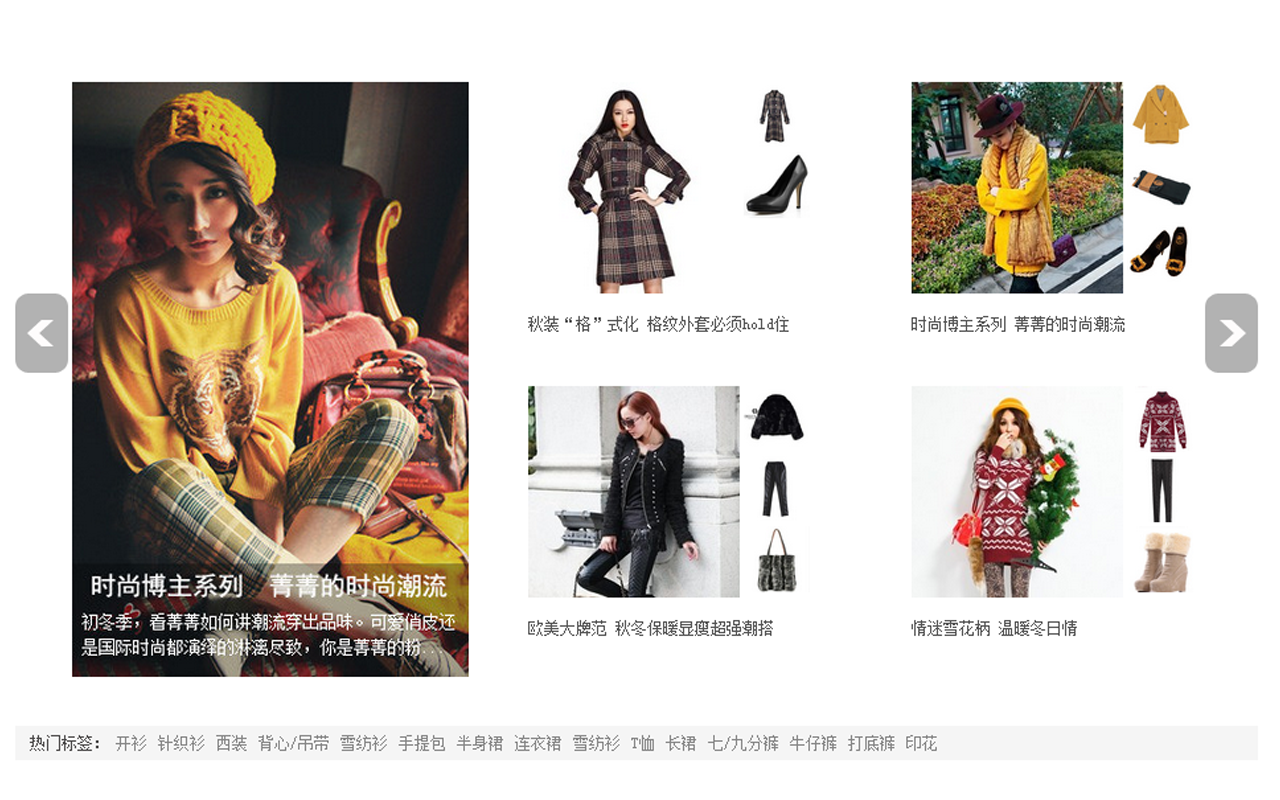 时尚博主系列 菁菁的时尚潮流
初冬季，看菁菁如何讲潮流穿出品味。可爱俏皮还
是国际时尚都演绎的淋漓尽致，你是菁菁的粉...
秋装“格”式化 格纹外套必须hold住
时尚博主系列 菁菁的时尚潮流
欧美大牌范 秋冬保暖显瘦超强潮搭
情迷雪花柄 温暖冬日情
热门标签： 开衫 针织衫 西装 背心/吊带 雪纺衫 手提包 半身裙 连衣裙 雪纺衫 T恤 长裙 七/九分裤 牛仔裤 打底裤 印花